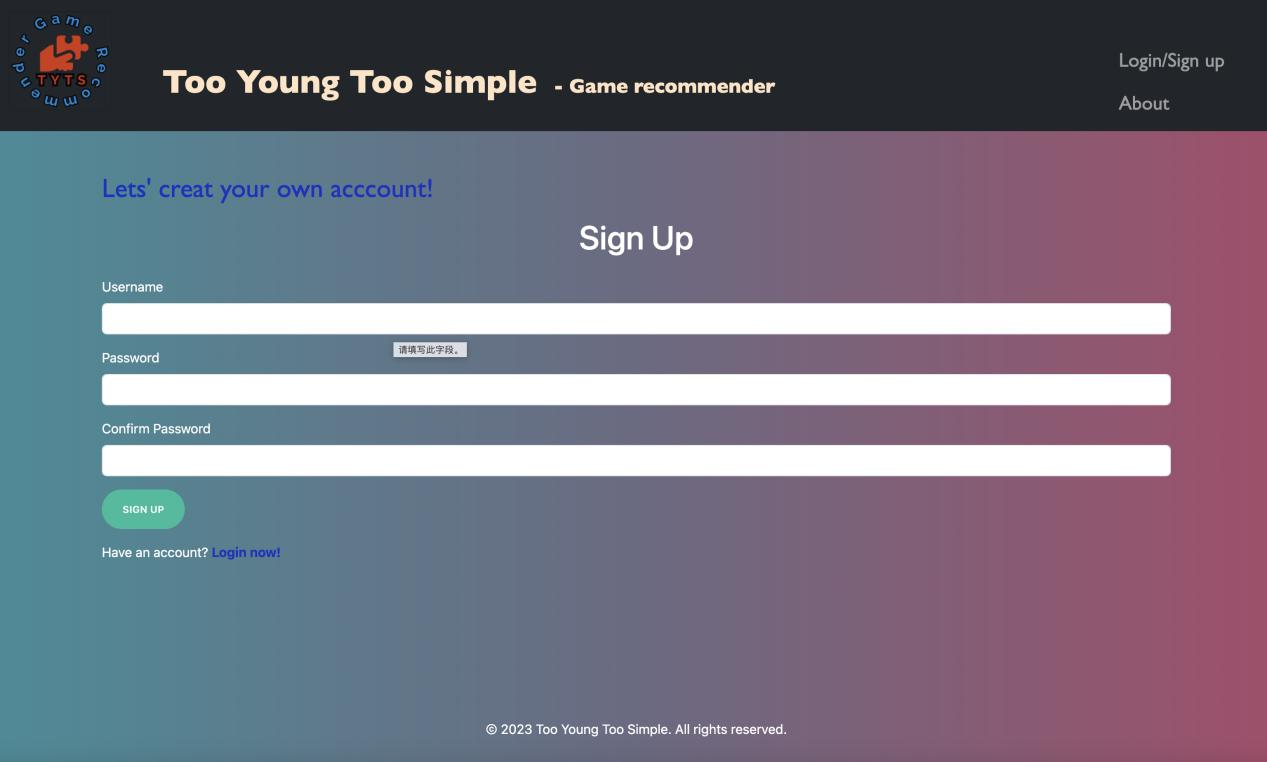 Game Recommender
TYTS
Too Young Too Simple - Game recommender
Login/Sign up
About
Lets' creat your own acccount!
Sign Up
Username
请填写此字段。
Password
Confirm Password
SIGN UP
Have an account? Login now!
© 2023 Too Young Too Simple. All rights reserved.